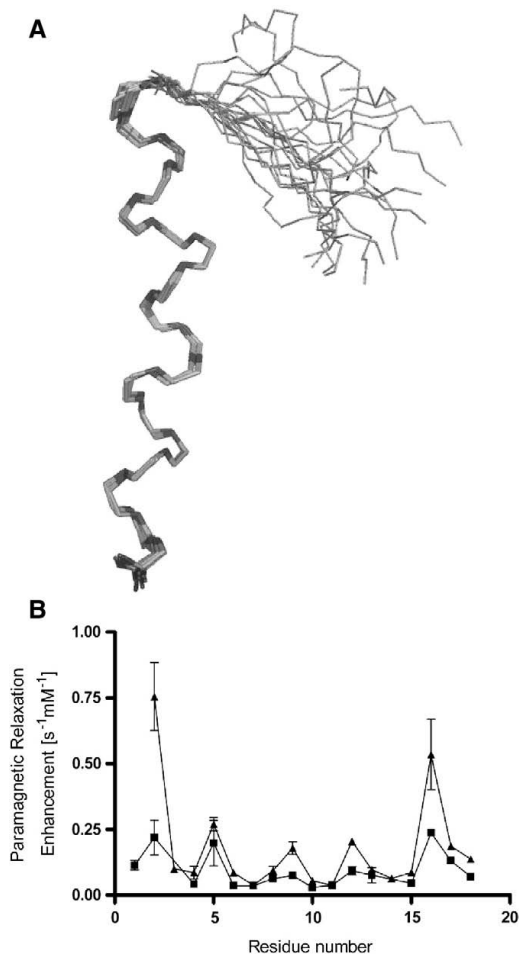 A
B
Paramagnetic Relaxation
Enhancement [s⁻¹mM⁻¹]
1.00
0.75
0.50
0.25
0.00
0
5
10
15
20
Residue number